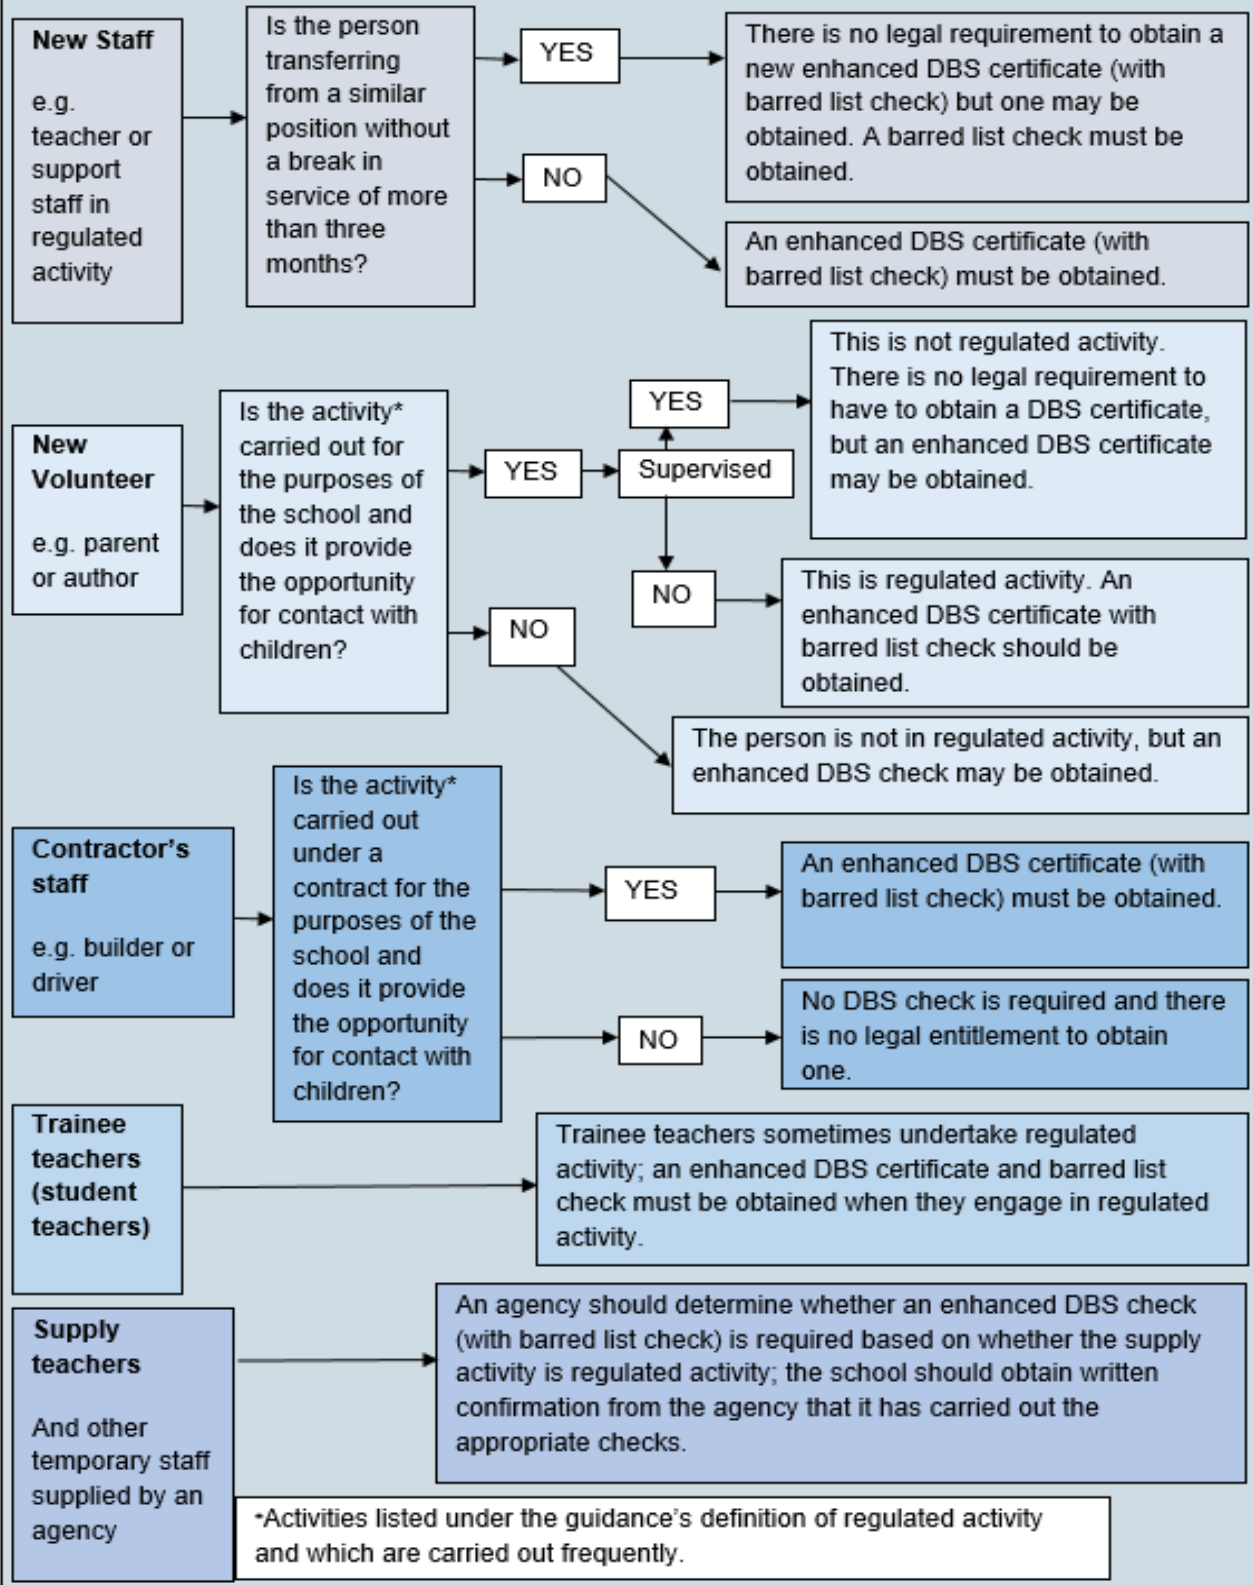 New Staff
e.g.
teacher or
support
staff in
regulated
activity
Is the person
transferring
from a similar
position without
a break in
service of more
than three
months?
YES
There is no legal requirement to obtain a
new enhanced DBS certificate (with
barred list check) but one may be
obtained. A barred list check must be
obtained.
NO
An enhanced DBS certificate (with
barred list check) must be obtained.
New
Volunteer
e.g. parent
or author
Is the activity*
carried out for
the purposes of
the school and
does it provide
the opportunity
for contact with
children?
YES
Supervised
YES
This is not regulated activity.
There is no legal requirement to
have to obtain a DBS certificate,
but an enhanced DBS certificate
may be obtained.
NO
This is regulated activity. An
enhanced DBS certificate with
barred list check should be
obtained.
NO
The person is not in regulated activity, but an
enhanced DBS check may be obtained.
Contractor's
staff
e.g. builder or
driver
Is the activity*
carried out
under a
contract for the
purposes of the
school and
does it provide
the opportunity
for contact with
children?
YES
An enhanced DBS certificate (with
barred list check) must be obtained.
NO
No DBS check is required and there
is no legal entitlement to obtain
one.
Trainee
teachers
(student
teachers)
Trainee teachers sometimes undertake regulated
activity; an enhanced DBS certificate and barred list
check must be obtained when they engage in regulated
activity.
Supply
teachers
And other
temporary staff
supplied by an
agency
An agency should determine whether an enhanced DBS check
(with barred list check) is required based on whether the supply
activity is regulated activity; the school should obtain written
confirmation from the agency that it has carried out the
appropriate checks.
*Activities listed under the guidance's definition of regulated activity
and which are carried out frequently.